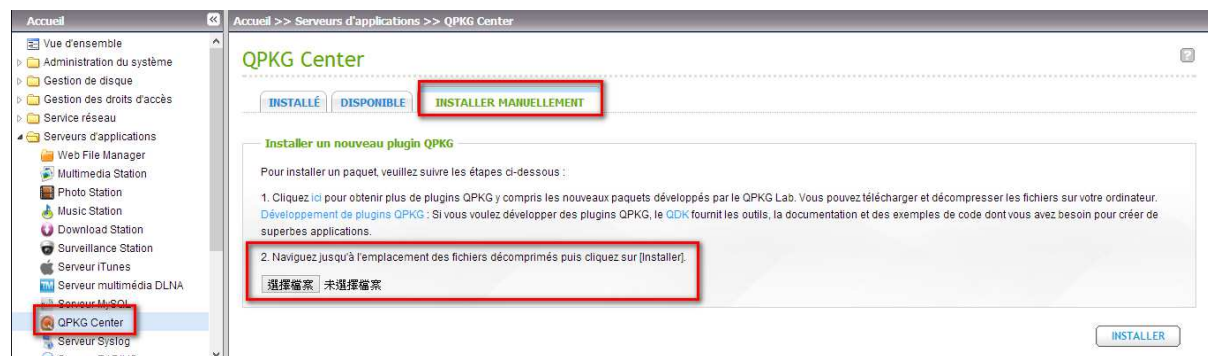 Accueil
Accueil >> Serveurs d'applications >> QPKG Center
Vue d'ensemble
Administration du système
Gestion de disque
Gestion des droits d'accès
Service réseau
Serveurs d'applications
Web File Manager
Multimedia Station
Photo Station
Music Station
Download Station
Surveillance Station
Serveur iTunes
Serveur multimédia DLNA
Serveur MySQL
QPKG Center
Serveur Syslog
QPKG Center
INSTALLÉ
DISPONIBLE
INSTALLER MANUELLEMENT
Installer un nouveau plugin QPKG
Pour installer un paquet, veuillez suivre les étapes ci-dessous :
1. Cliquez ici pour obtenir plus de plugins QPKG y compris les nouveaux paquets développés par le QPKG Lab. Vous pouvez télécharger et décompresser les fichiers sur votre ordinateur.
Développement de plugins QPKG : Si vous voulez développer des plugins QPKG, le QDK fournit les outils, la documentation et des exemples de code dont vous avez besoin pour créer de
superbes applications.
2. Naviguez jusqu'à l'emplacement des fichiers décomprimés puis cliquez sur [Installer].
選擇檔案 未選擇檔案
INSTALLER